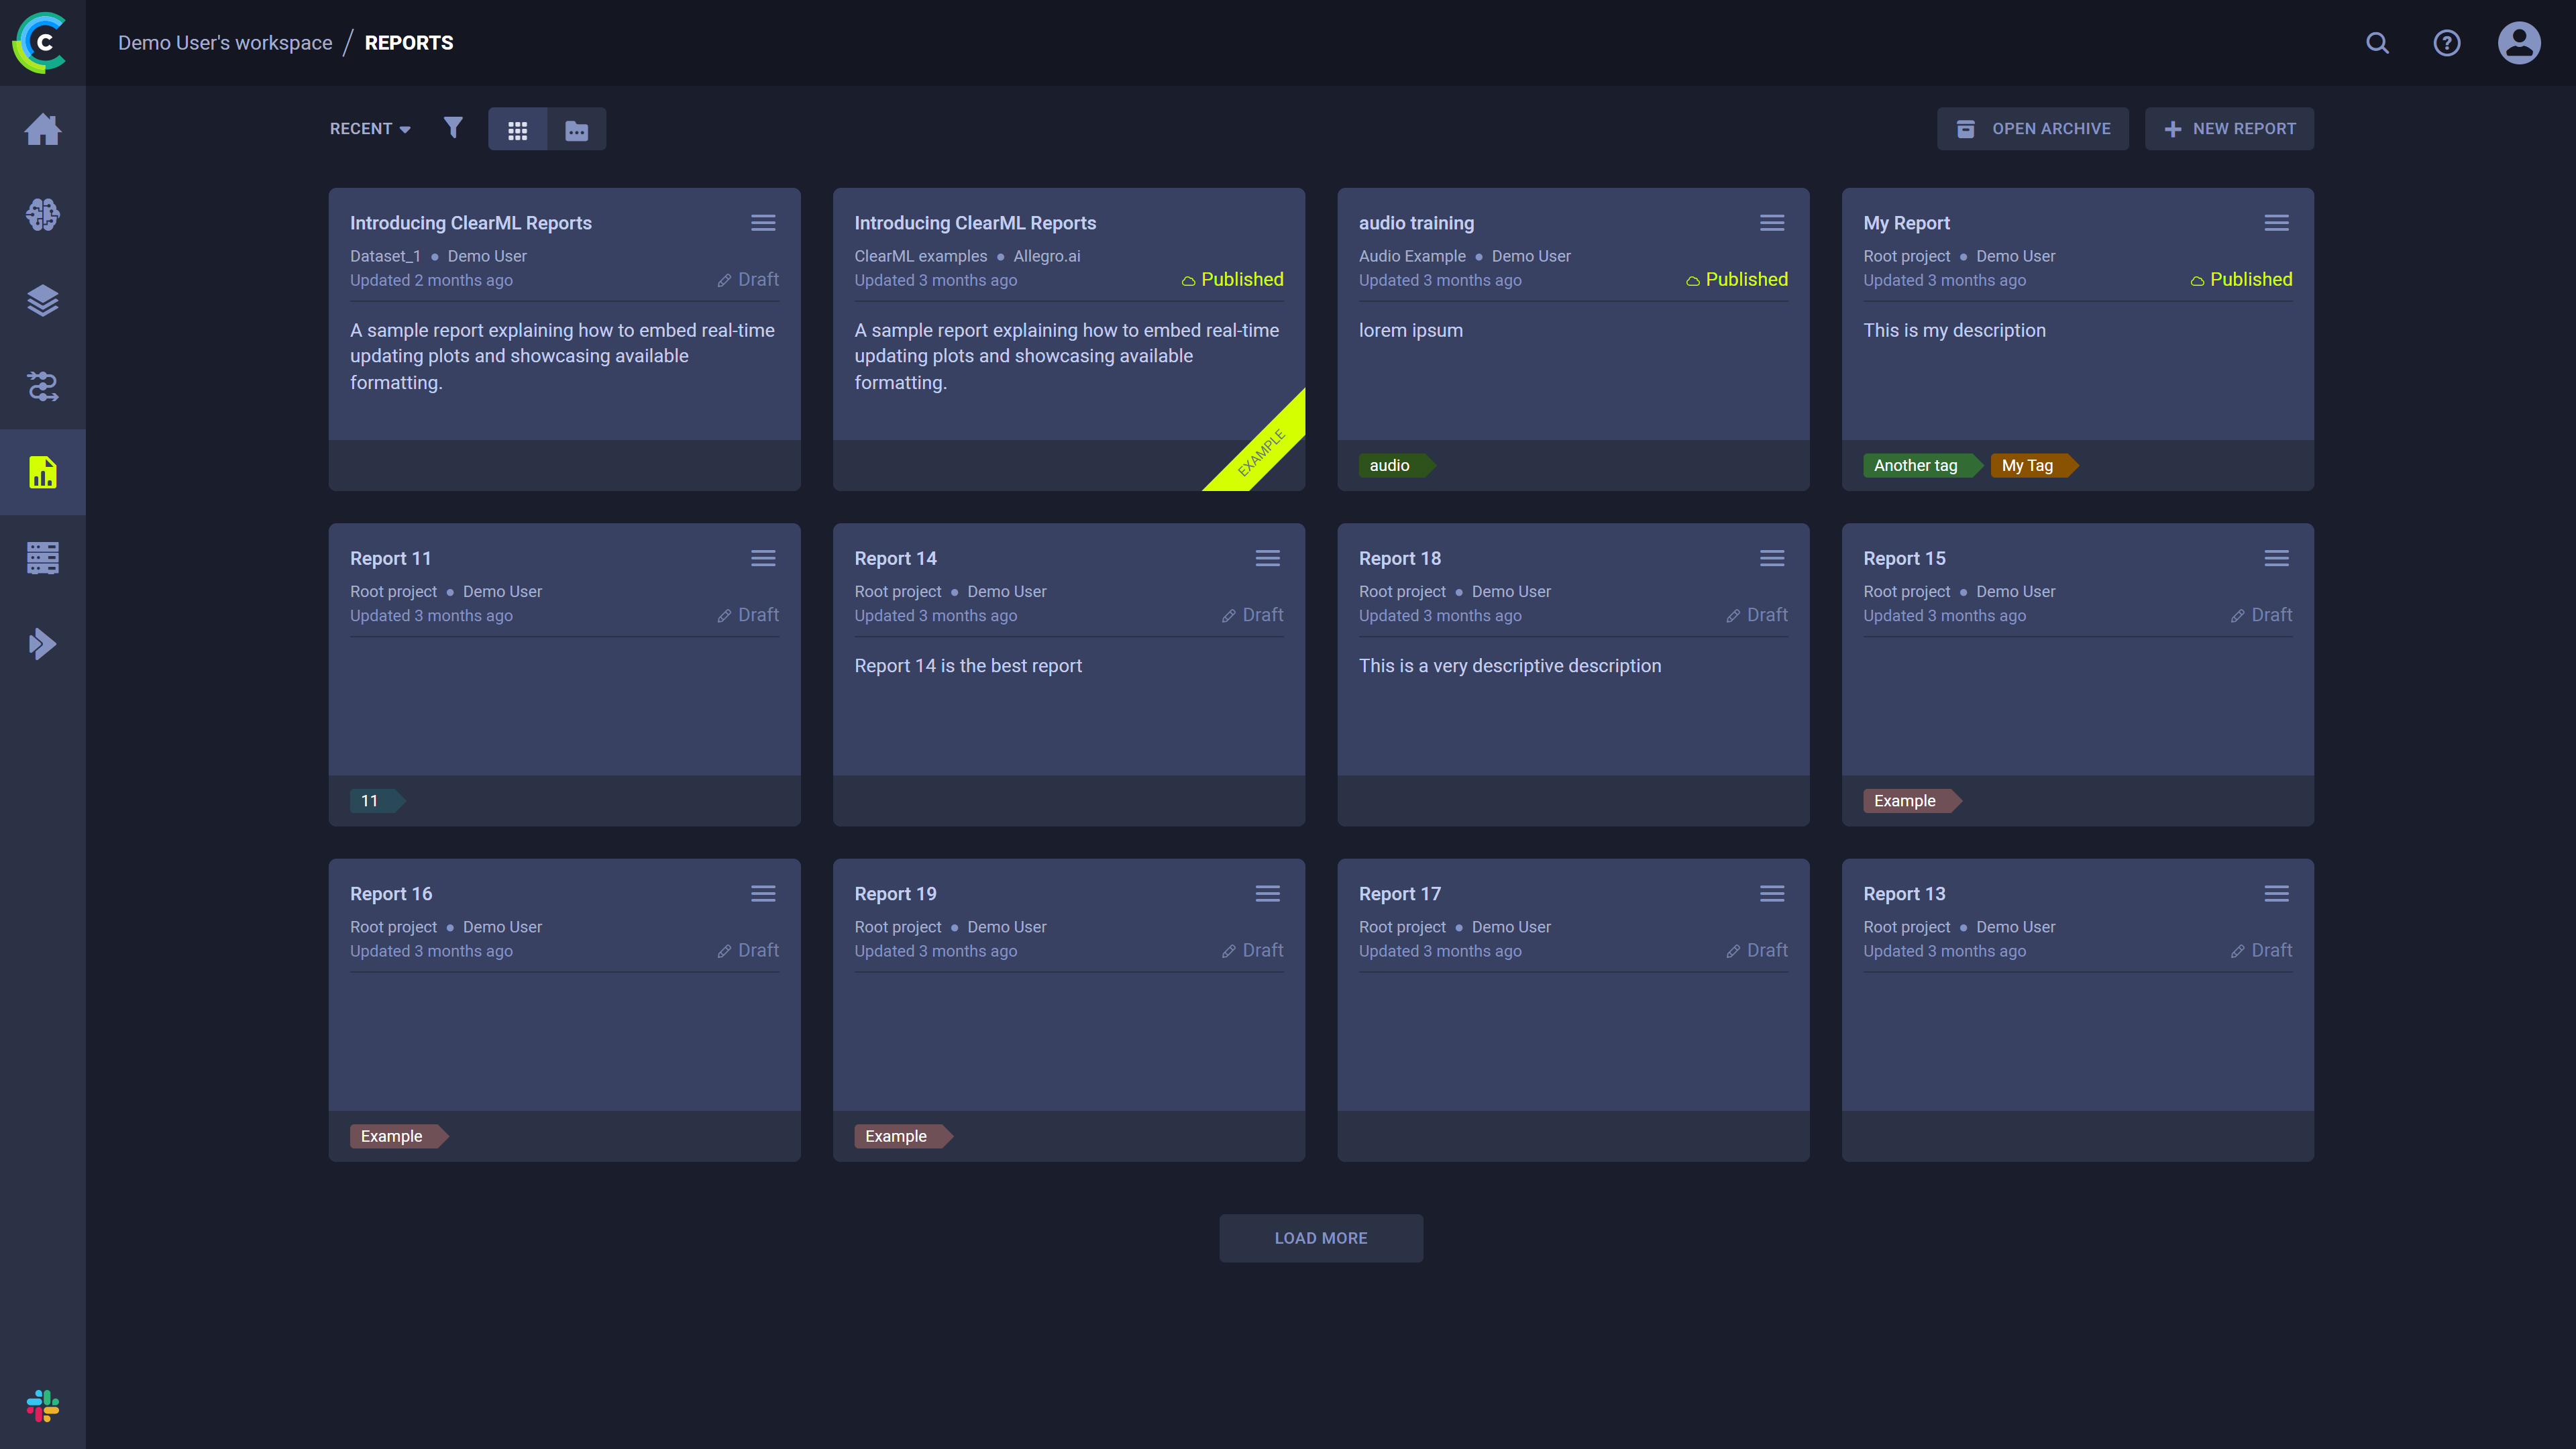 Demo User's workspace / REPORTS
RECENT
OPEN ARCHIVE
NEW REPORT
Introducing ClearML Reports
Dataset_1 • Demo User
Updated 2 months ago
Draft
A sample report explaining how to embed real-time
updating plots and showcasing available
formatting.
Introducing ClearML Reports
ClearML examples • Allegro.ai
Updated 3 months ago
Published
A sample report explaining how to embed real-time
updating plots and showcasing available
formatting.
EXAMPLE
audio training
Audio Example • Demo User
Updated 3 months ago
Published
lorem ipsum
audio
My Report
Root project • Demo User
Updated 3 months ago
Published
This is my description
Another tag
My Tag
Report 11
Root project • Demo User
Updated 3 months ago
Draft
11
Report 14
Root project • Demo User
Updated 3 months ago
Draft
Report 14 is the best report
Report 18
Root project • Demo User
Updated 3 months ago
Draft
This is a very descriptive description
Report 15
Root project • Demo User
Updated 3 months ago
Draft
Example
Report 16
Root project • Demo User
Updated 3 months ago
Draft
Example
Report 19
Root project • Demo User
Updated 3 months ago
Draft
Example
Report 17
Root project • Demo User
Updated 3 months ago
Draft
Report 13
Root project • Demo User
Updated 3 months ago
Draft
LOAD MORE